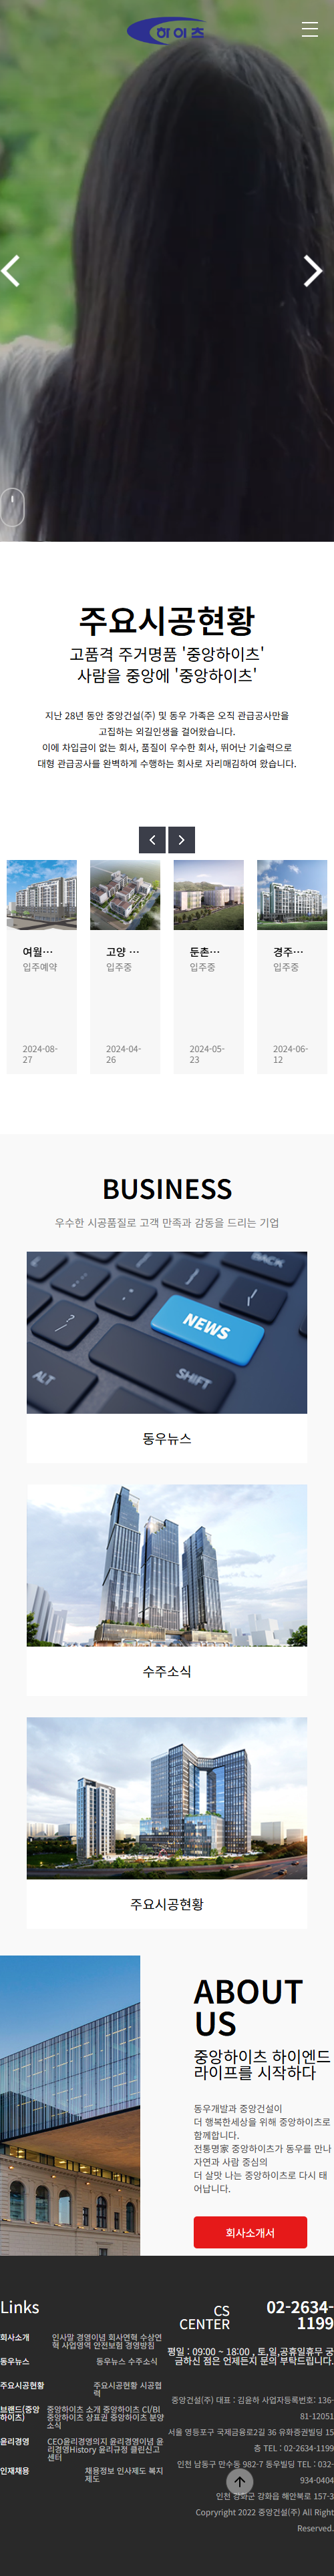 하이츠
주요시공현황
고품격 주거명품 '중앙하이츠'
사람을 중앙에 '중앙하이츠'
지난 28년 동안 중앙건설(주) 및 동우 가족은 오직 관급공사만을
고집하는 외길인생을 걸어왔습니다.
이에 차입금이 없는 회사, 품질이 우수한 회사, 뛰어난 기술력으로
대형 관급공사를 완벽하게 수행하는 회사로 자리매김하여 왔습니다.
여월…
입주예약
2024-08-
27
고양 …
입주중
2024-04-
26
둔촌…
입주중
2024-05-
23
경주…
입주중
2024-06-
12
BUSINESS
우수한 시공품질로 고객 만족과 감동을 드리는 기업
BACK
NEWS
ALT
SHIFT
동우뉴스
수주소식
주요시공현황
ABOUT
US
중앙하이츠 하이엔드
라이프를 시작하다
동우개발과 중앙건설이
더 행복한세상을 위해 중앙하이츠로
함께합니다.
전통명家 중앙하이츠가 동우를 만나
자연과 사람 중심의
더 살맛 나는 중앙하이츠로 다시 태
어납니다.
회사소개서
Links
회사소개
인사말 경영이념 회사연혁 수상연
혁 사업영역 안전보험 경영방침
동우뉴스
동우뉴스 수주소식
주요시공현황
주요시공현황 시공협
력
브랜드(중앙
하이츠)
중앙하이츠 소개 중앙하이츠 CI/BI
중앙하이츠 상표권 중앙하이츠 분양
소식
윤리경영
CEO윤리경영의지 윤리경영이념 윤
리경영History 윤리규정 클린신고
센터
인재채용
채용정보 인사제도 복지
제도
CS
CENTER
02-2634-
1199
평일 : 09:00 ~ 18:00 , 토,일,공휴일휴무 궁
금하신 점은 언제든지 문의 부탁드립니다.
중앙건설(주) 대표 : 김윤하 사업자등록번호: 136-
81-12051
서울 영등포구 국제금융로2길 36 유화증권빌딩 15
층 TEL : 02-2634-1199
인천 남동구 만수동 982-7 동우빌딩 TEL : 032-
934-0404
인천 강화군 강화읍 해안북로 157-3
Copryright 2022 중앙건설(주) All Right
Reserved.